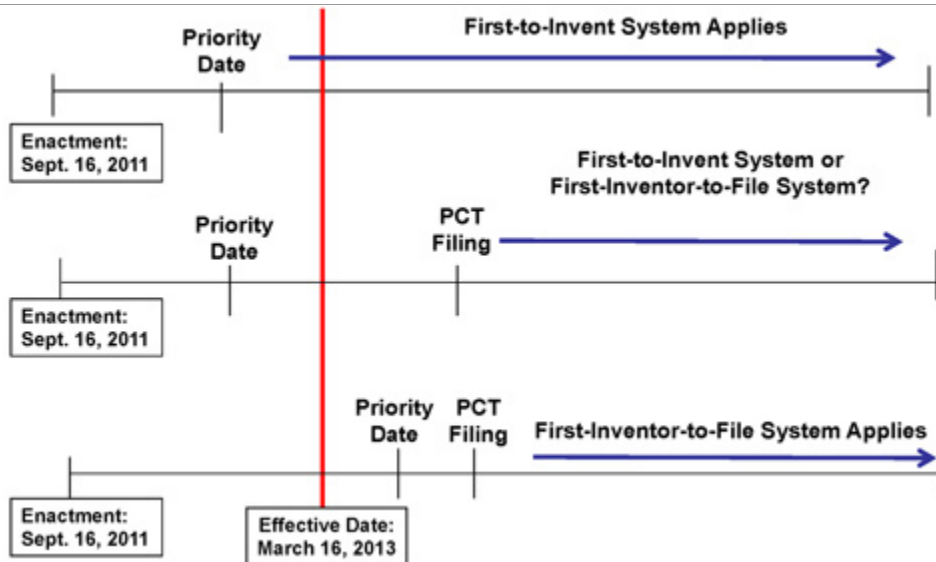 First-to-Invent System Applies
Priority
Date
Enactment:
Sept. 16, 2011
First-to-Invent System or
First-Inventor-to-File System?
Priority
Date
PCT
Filing
Enactment:
Sept. 16, 2011
Priority
Date
PCT
Filing
First-Inventor-to-File System Applies
Enactment:
Sept. 16, 2011
Effective Date:
March 16, 2013